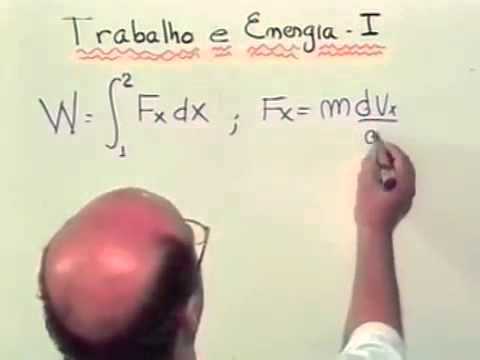 Trabalho e Energia - I
W = ∫₁² Fx dx ; Fx = m dVx / d